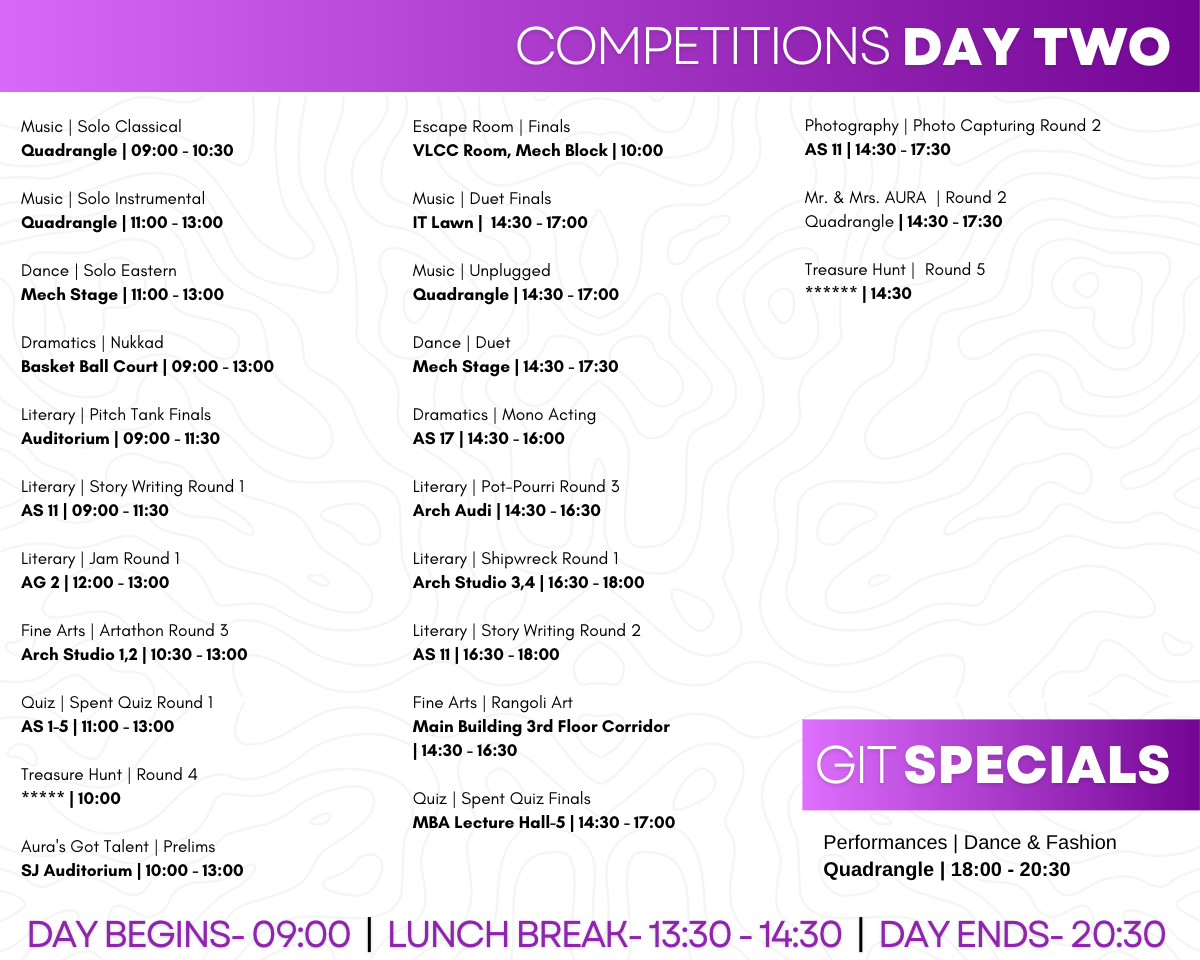 COMPETITIONS DAY TWO
Music | Solo Classical
Quadrangle | 09:00 - 10:30
Music | Solo Instrumental
Quadrangle | 11:00 - 13:00
Dance | Solo Eastern
Mech Stage | 11:00 - 13:00
Dramatics | Nukkad
Basket Ball Court | 09:00 - 13:00
Literary | Pitch Tank Finals
Auditorium | 09:00 - 11:30
Literary | Story Writing Round 1
AS 11 | 09:00 - 11:30
Literary | Jam Round 1
AG 2 | 12:00 - 13:00
Fine Arts | Artathon Round 3
Arch Studio 1,2 | 10:30 - 13:00
Quiz | Spent Quiz Round 1
AS 1-5 | 11:00 - 13:00
Treasure Hunt | Round 4
***** | 10:00
Aura's Got Talent | Prelims
SJ Auditorium | 10:00 - 13:00
Escape Room | Finals
VLCC Room, Mech Block | 10:00
Music | Duet Finals
IT Lawn | 14:30 - 17:00
Music | Unplugged
Quadrangle | 14:30 - 17:00
Dance | Duet
Mech Stage | 14:30 - 17:30
Dramatics | Mono Acting
AS 17 | 14:30 - 16:00
Literary | Pot-Pourri Round 3
Arch Audi | 14:30 - 16:30
Literary | Shipwreck Round 1
Arch Studio 3,4 | 16:30 - 18:00
Literary | Story Writing Round 2
AS 11 | 16:30 - 18:00
Fine Arts | Rangoli Art
Main Building 3rd Floor Corridor
| 14:30 - 16:30
Quiz | Spent Quiz Finals
MBA Lecture Hall-5 | 14:30 - 17:00
Photography | Photo Capturing Round 2
AS 11 | 14:30 - 17:30
Mr. & Mrs. AURA | Round 2
Quadrangle | 14:30 - 17:30
Treasure Hunt | Round 5
****** | 14:30
GIT SPECIALS
Performances | Dance & Fashion
Quadrangle | 18:00 - 20:30
DAY BEGINS- 09:00 | LUNCH BREAK- 13:30 - 14:30 | DAY ENDS- 20:30